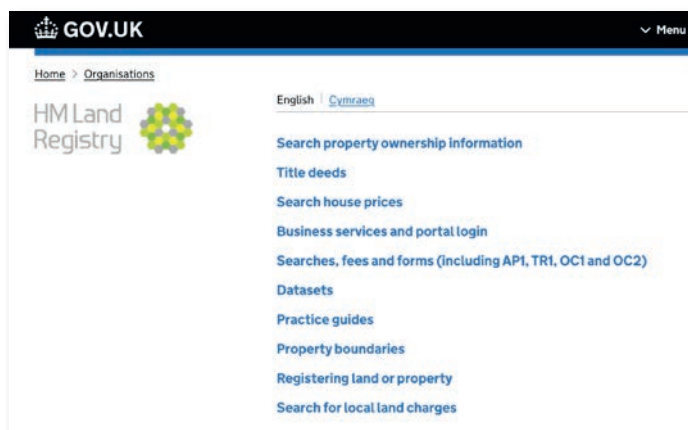 GOV.UK
Menu
Home > Organisations
HM Land
Registry
English | Cymraeg
Search property ownership information
Title deeds
Search house prices
Business services and portal login
Searches, fees and forms (including AP1, TR1, OC1 and OC2)
Datasets
Practice guides
Property boundaries
Registering land or property
Search for local land charges